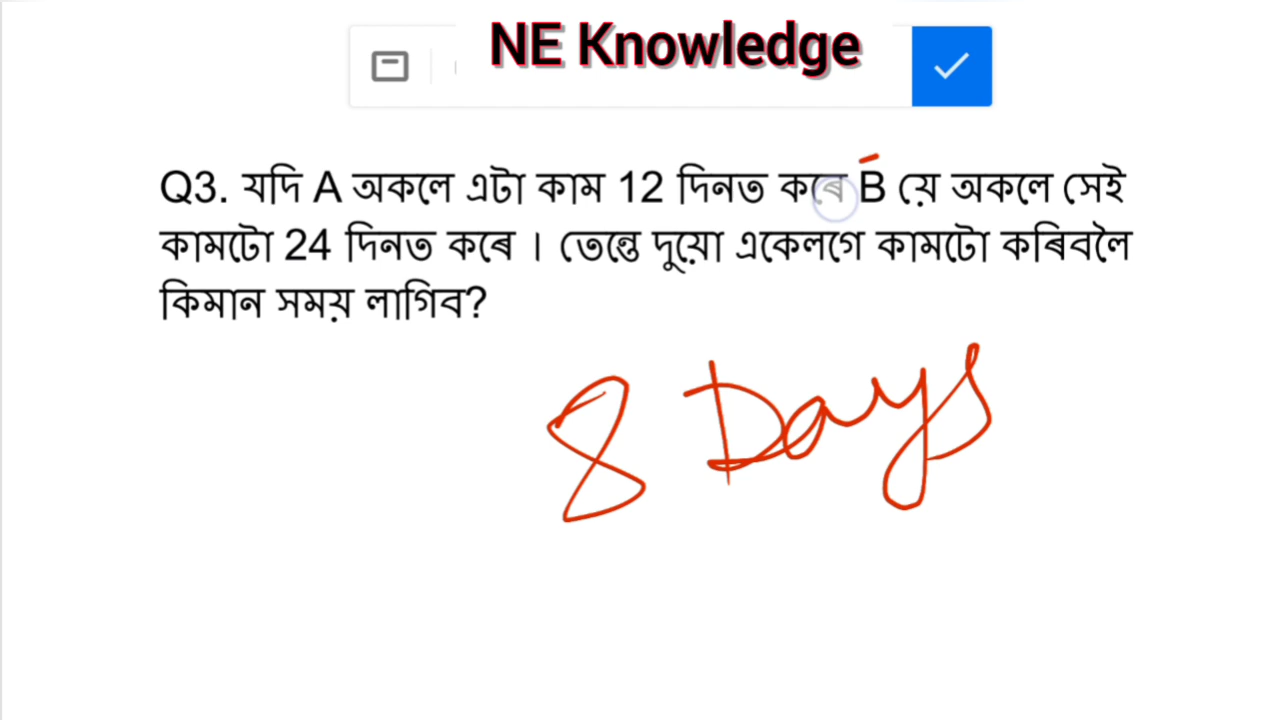 NE Knowledge
Q3. যদি A অকলে এটা কাম 12 দিনত কৰে B য়ে অকলে সেই
কামটো 24 দিনত কৰে । তেন্তে দুয়ো একেলগে কামটো কৰিবলৈ
কিমান সময় লাগিব?
8 Days